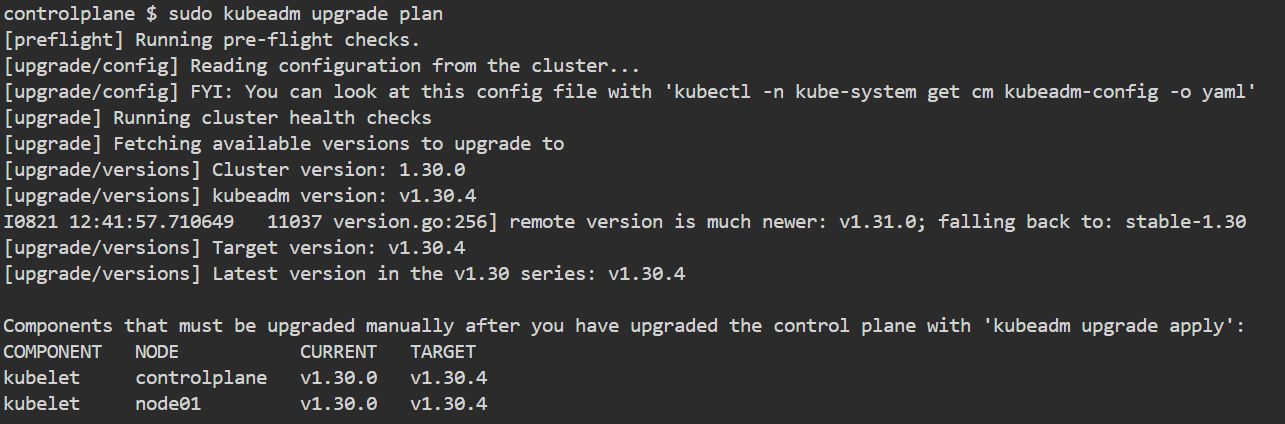 controlplane $ sudo kubeadm upgrade plan
[preflight] Running pre-flight checks.
[upgrade/config] Reading configuration from the cluster...
[upgrade/config] FYI: You can look at this config file with 'kubectl -n kube-system get cm kubeadm-config -o yaml'
[upgrade] Running cluster health checks
[upgrade] Fetching available versions to upgrade to
[upgrade/versions] Cluster version: 1.30.0
[upgrade/versions] kubeadm version: v1.30.4
I0821 12:41:57.710649   11037 version.go:256] remote version is much newer: v1.31.0; falling back to: stable-1.30
[upgrade/versions] Target version: v1.30.4
[upgrade/versions] Latest version in the v1.30 series: v1.30.4
Components that must be upgraded manually after you have upgraded the control plane with 'kubeadm upgrade apply':
COMPONENT   NODE           CURRENT   TARGET
kubelet     controlplane   v1.30.0   v1.30.4
kubelet     node01         v1.30.0   v1.30.4